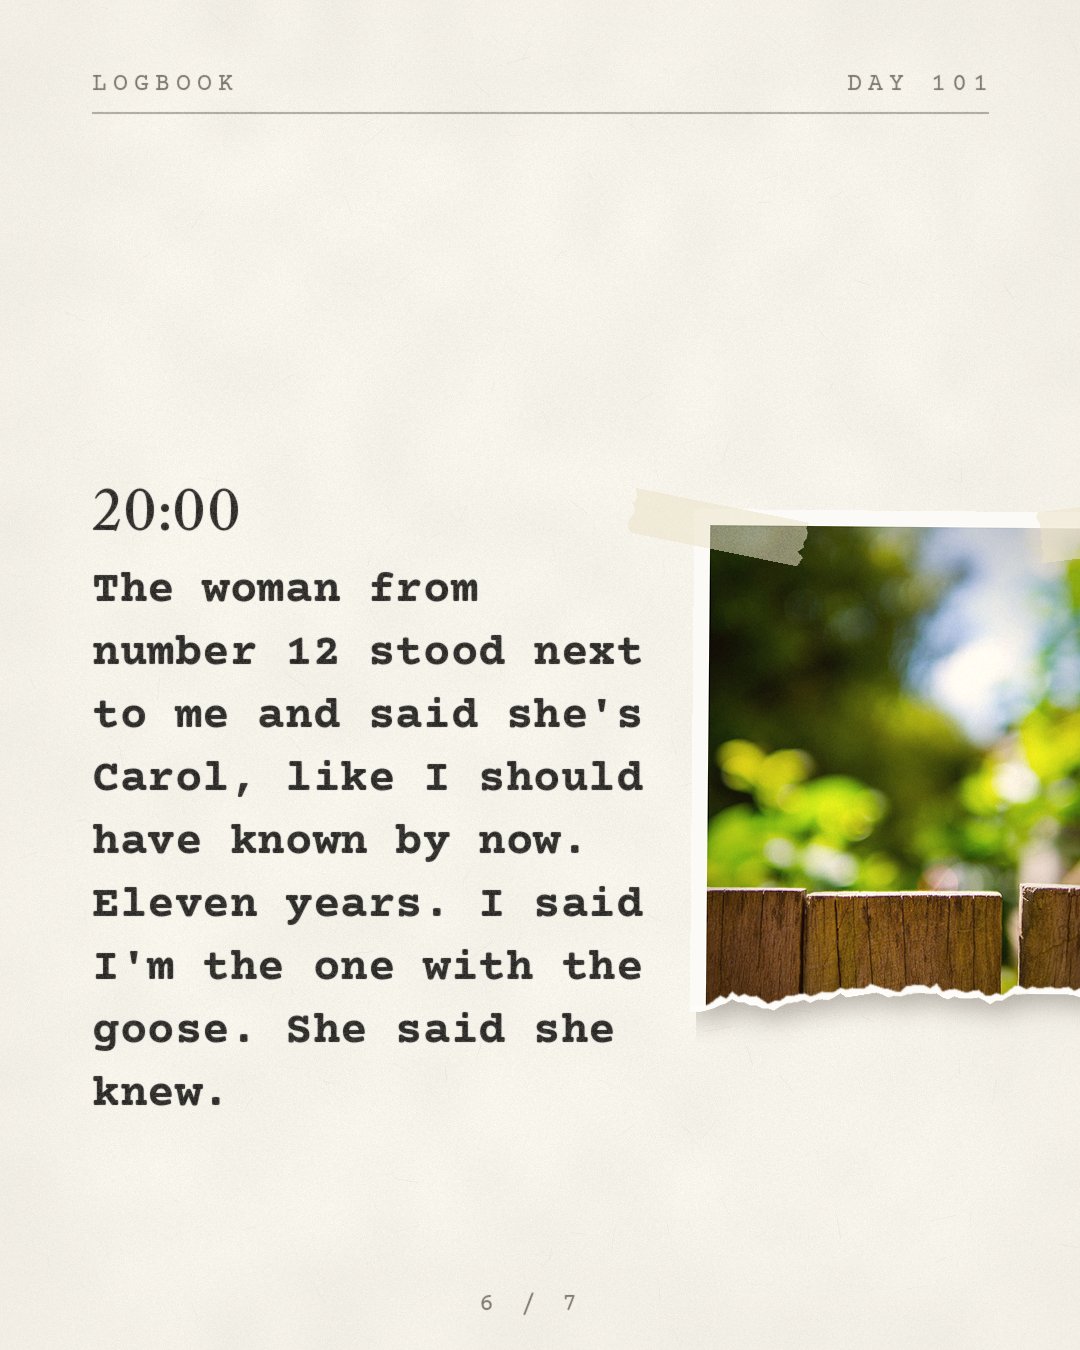 LOGBOOK DAY 101
20:00
The woman from
number 12 stood next
to me and said she's
Carol, like I should
have known by now.
Eleven years. I said
I'm the one with the
goose. She said she
knew.
6 / 7